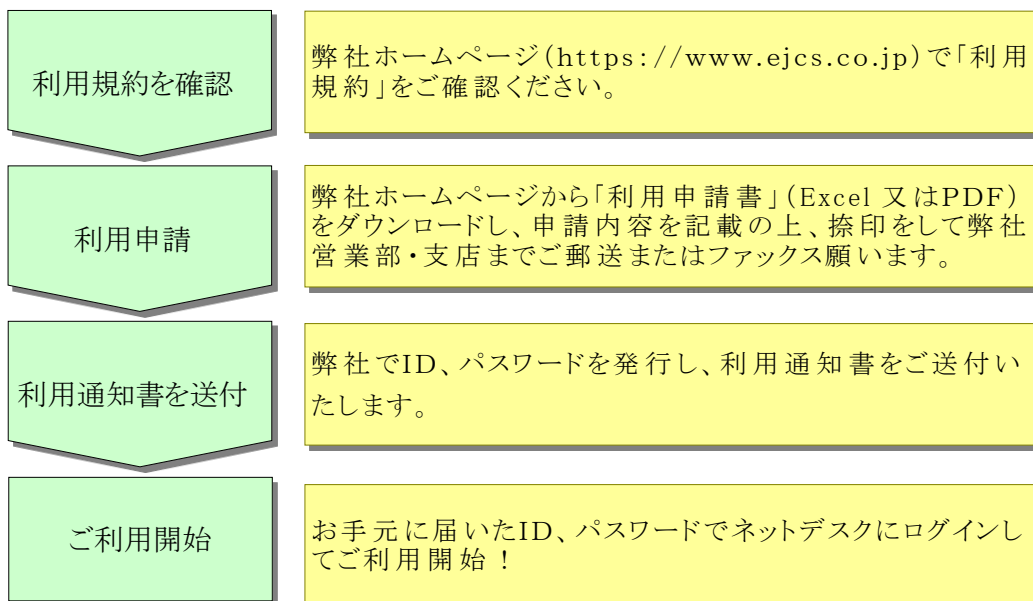 利用規約を確認
弊社ホームページ(https://www.ejcs.co.jp)で「利用
規約」をご確認ください。
利用申請
弊社ホームページから「利用申請書」(Excel 又はPDF)
をダウンロードし、申請内容を記載の上、捺印をして弊社
営業部・支店までご郵送またはファックス願います。
利用通知書を送付
弊社でID、パスワードを発行し、利用通知書をご送付い
たします。
ご利用開始
お手元に届いたID、パスワードでネットデスクにログインし
てご利用開始！